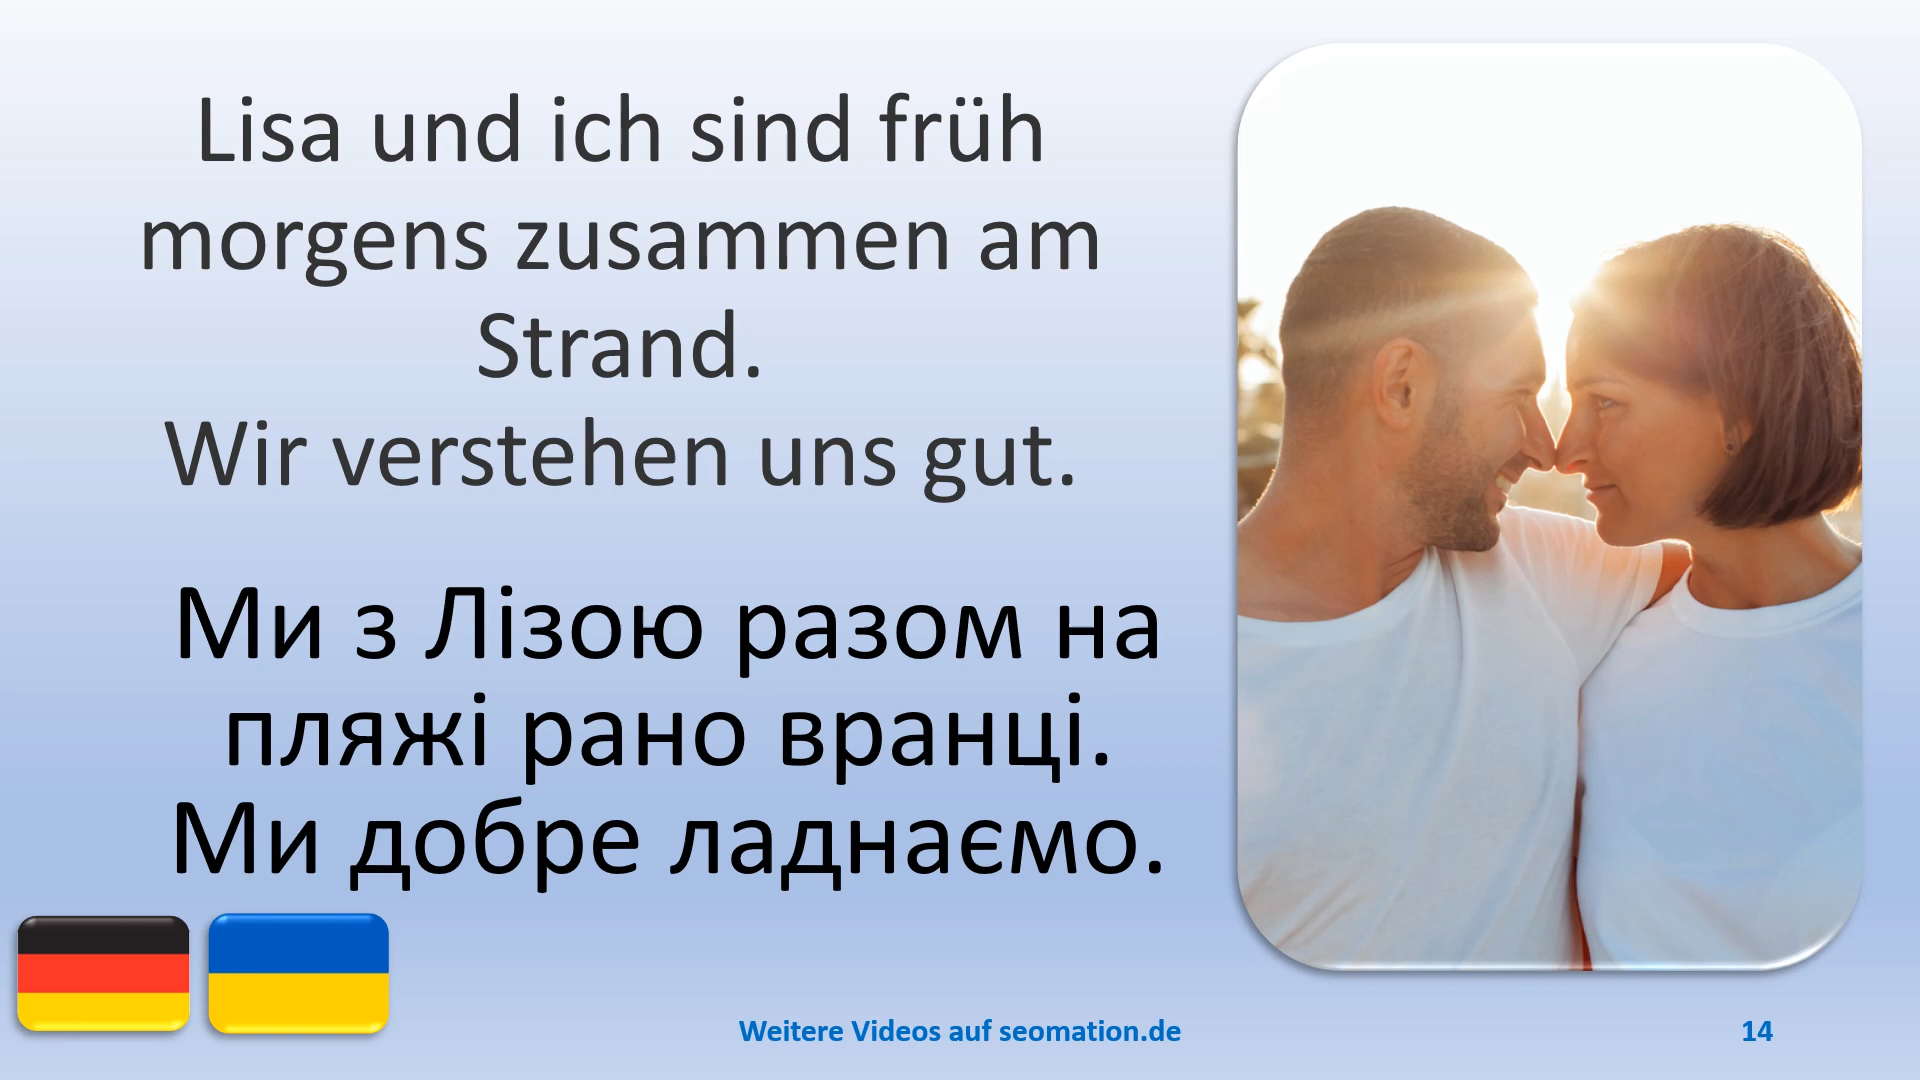 Lisa und ich sind früh
morgens zusammen am
Strand.
Wir verstehen uns gut.
Ми з Лізою разом на
пляжі рано вранці.
Ми добре ладнаємо.
Weitere Videos auf seomation.de
14